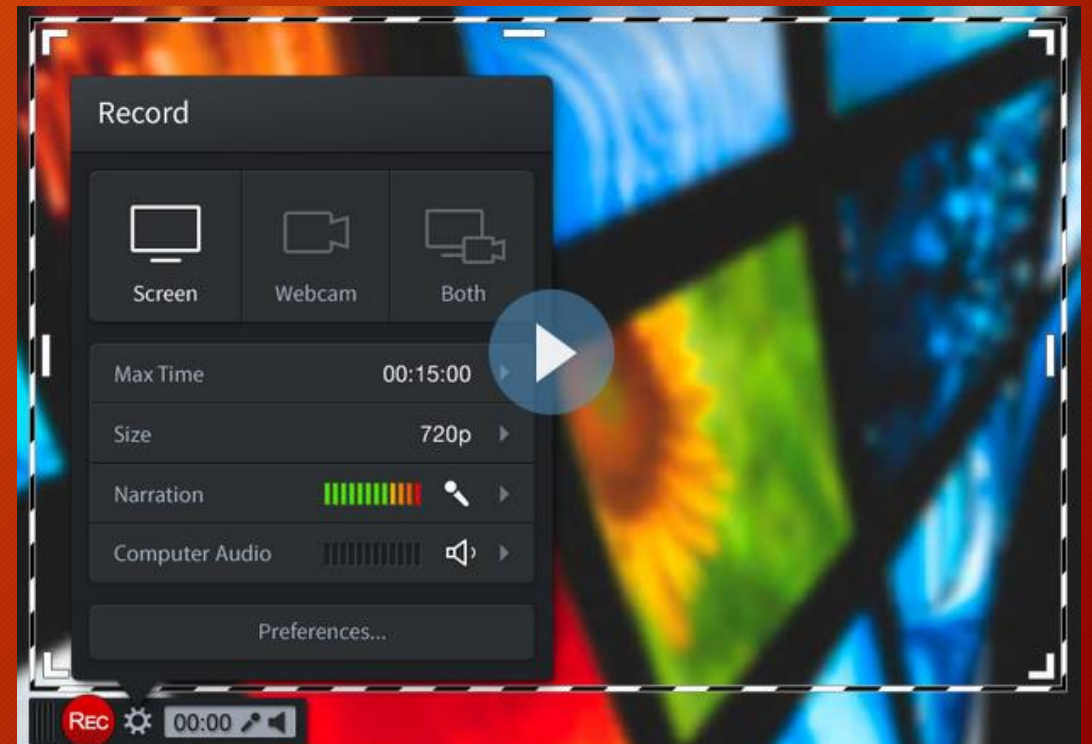 Record
Screen Webcam Both
Max Time 00:15:00
Size 720p
Narration
Computer Audio
Preferences...
REC 00:00